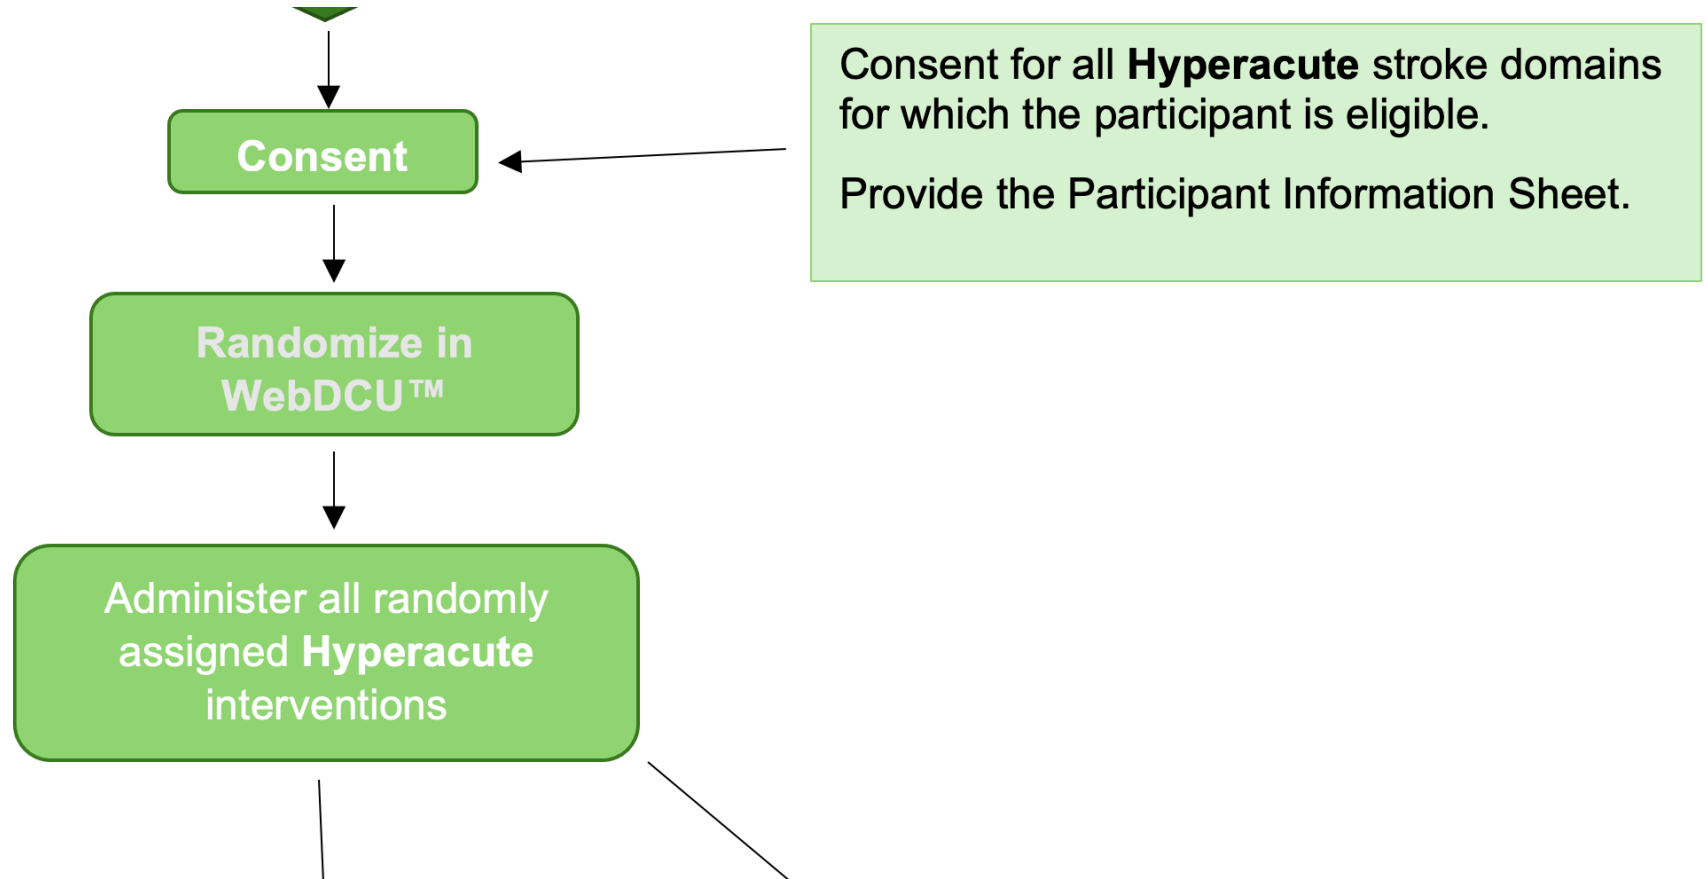 Consent for all Hyperacute stroke domains
for which the participant is eligible.
Provide the Participant Information Sheet.
Consent
Randomize in
WebDCU™
Administer all randomly
assigned Hyperacute
interventions